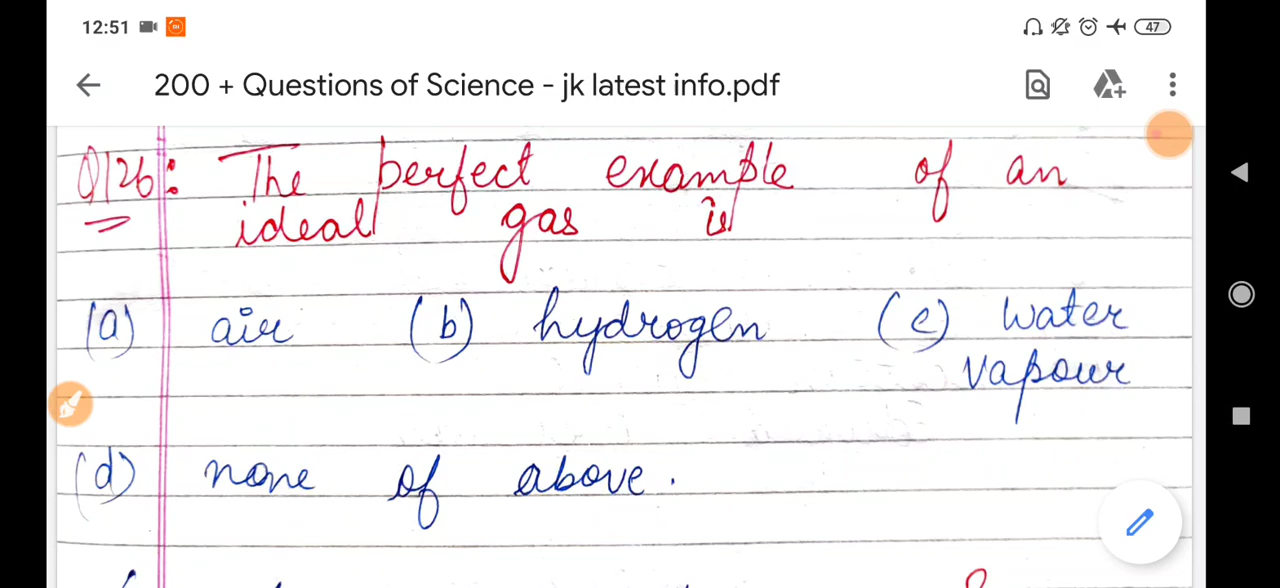 12:51
47
200 + Questions of Science - jk latest info.pdf
Q126: The perfect example of an
ideal gas is
(a) air (b) hydrogen (c) water
vapour
(d) none of above.